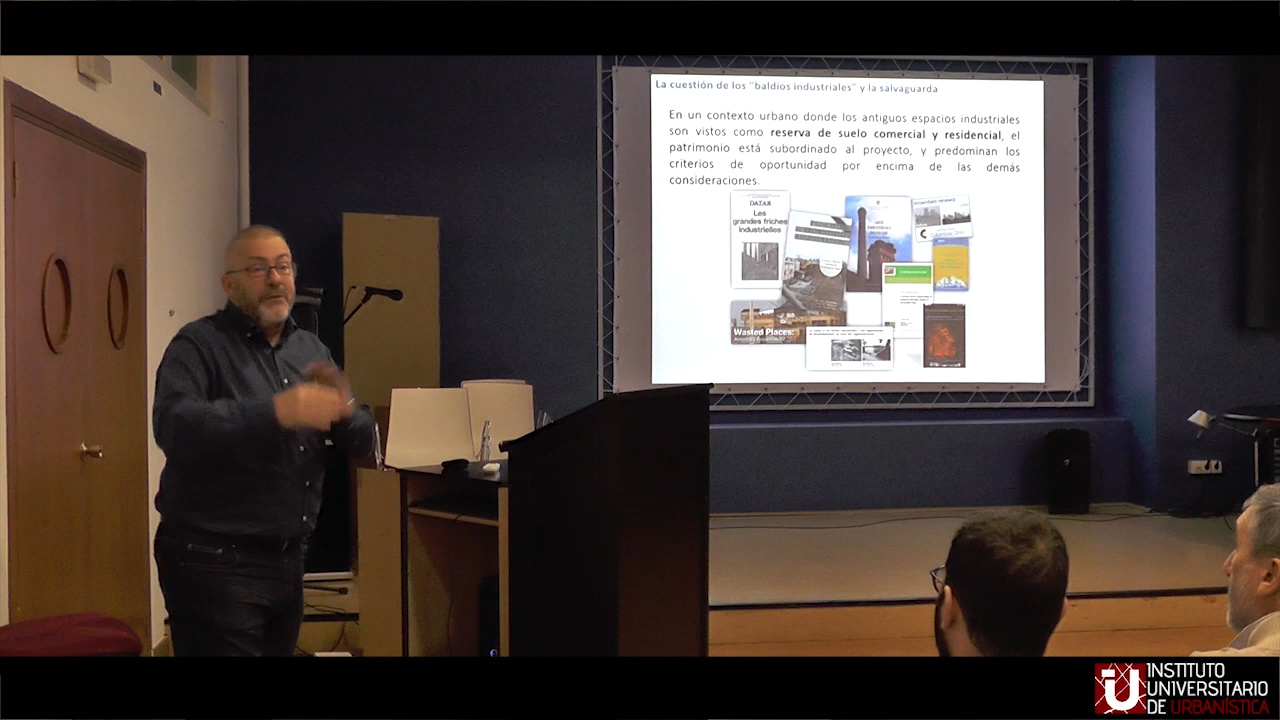 La cuestión de los "baldíos industriales" y la salvaguarda
En un contexto urbano donde los antiguos espacios industriales
son vistos como reserva de suelo comercial y residencial, el
patrimonio está subordinado al proyecto, y predominan los
criterios de oportunidad por encima de las demás
consideraciones.
DATAR
Les
grandes friches
industrielles
Wasted Places:
INSTITUTO
UNIVERSITARIO
DE URBANÍSTICA